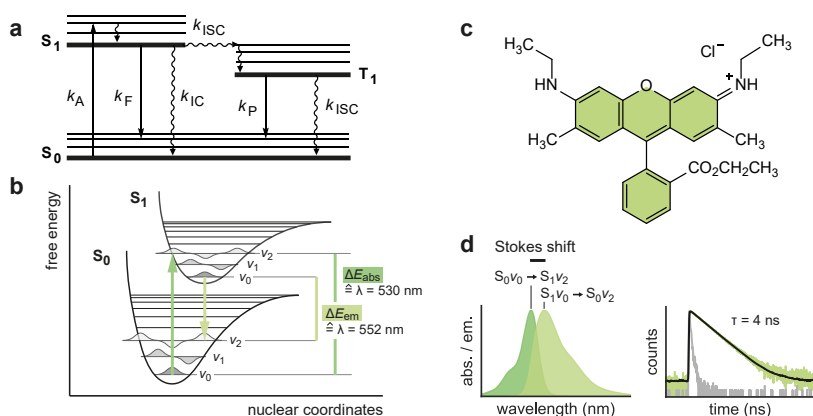 a
S1
kISC
T1
kA
kF
kIC
kP
kISC
S0
b
free energy
S1
S0
v2
v1
v0
v2
v1
v0
ΔEabs
≙ λ = 530 nm
ΔEem
≙ λ = 552 nm
nuclear coordinates
c
H3C
CH3
Cl−
NH
O
+
NH
H3C
CH3
CO2CH2CH3
d
Stokes shift
S0v0 → S1v2
S1v0 → S0v2
abs. / em.
wavelength (nm)
τ = 4 ns
counts
time (ns)